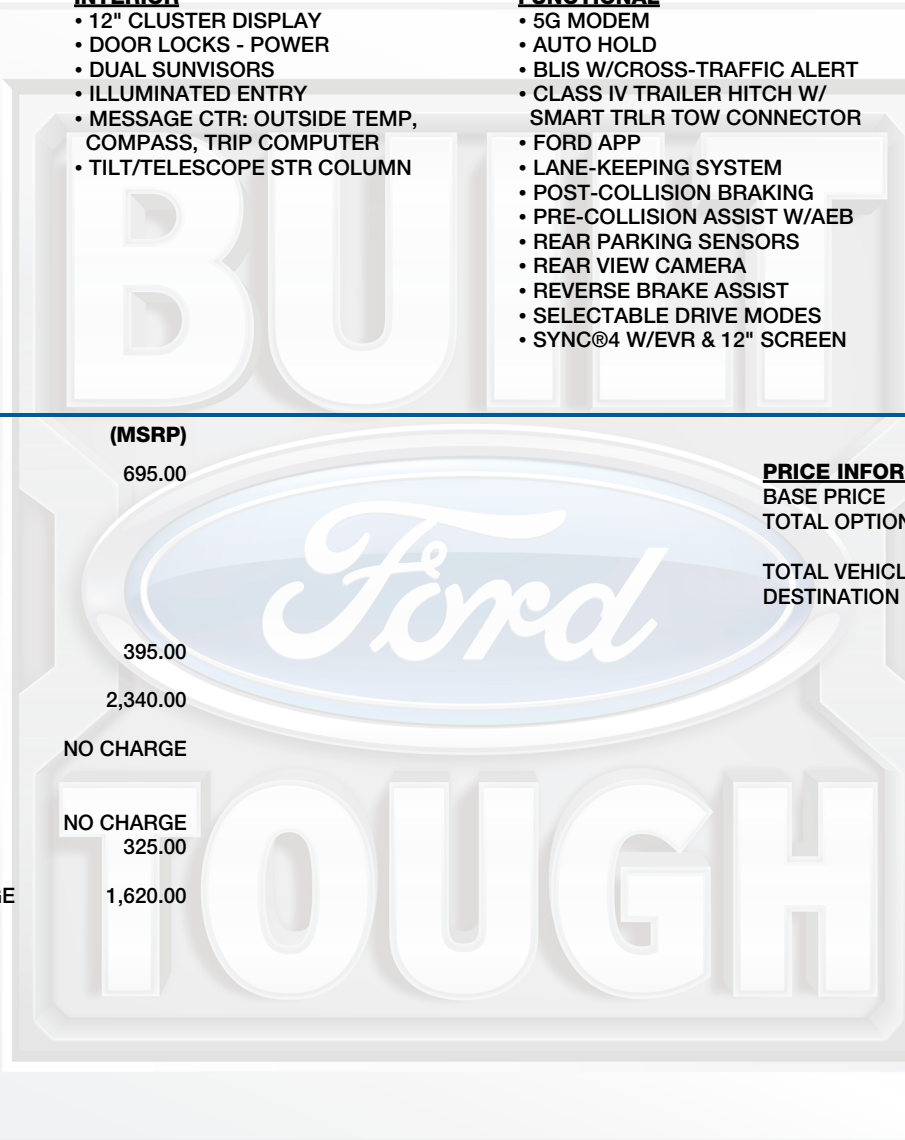 INTERIOR
• 12" CLUSTER DISPLAY
• DOOR LOCKS - POWER
• DUAL SUNVISORS
• ILLUMINATED ENTRY
• MESSAGE CTR: OUTSIDE TEMP,
COMPASS, TRIP COMPUTER
• TILT/TELESCOPE STR COLUMN
FUNCTIONAL
• 5G MODEM
• AUTO HOLD
• BLIS W/CROSS-TRAFFIC ALERT
• CLASS IV TRAILER HITCH W/
SMART TRLR TOW CONNECTOR
• FORD APP
• LANE-KEEPING SYSTEM
• POST-COLLISION BRAKING
• PRE-COLLISION ASSIST W/AEB
• REAR PARKING SENSORS
• REAR VIEW CAMERA
• REVERSE BRAKE ASSIST
• SELECTABLE DRIVE MODES
• SYNC®4 W/EVR & 12" SCREEN
BUILT
Ford
TOUGH
(MSRP)
695.00
395.00
2,340.00
NO CHARGE
NO CHARGE
325.00
GE 1,620.00
PRICE INFOR
BASE PRICE
TOTAL OPTION
TOTAL VEHICL
DESTINATION